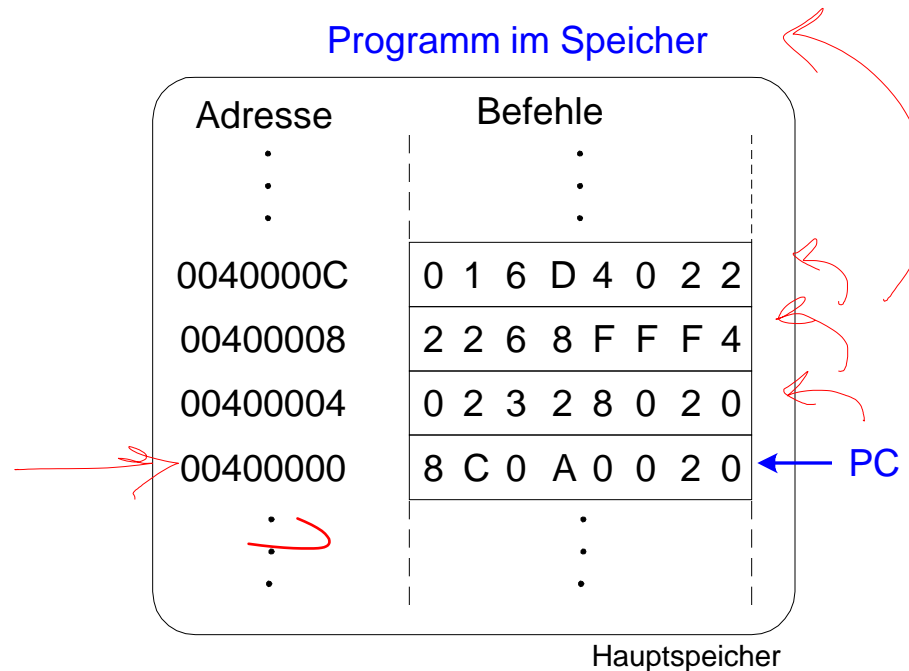 Programm im Speicher
Adresse Befehle
0040000C 0 1 6 D 4 0 2 2
00400008 2 2 6 8 F F F 4
00400004 0 2 3 2 8 0 2 0
00400000 8 C 0 A 0 0 2 0 PC
Hauptspeicher